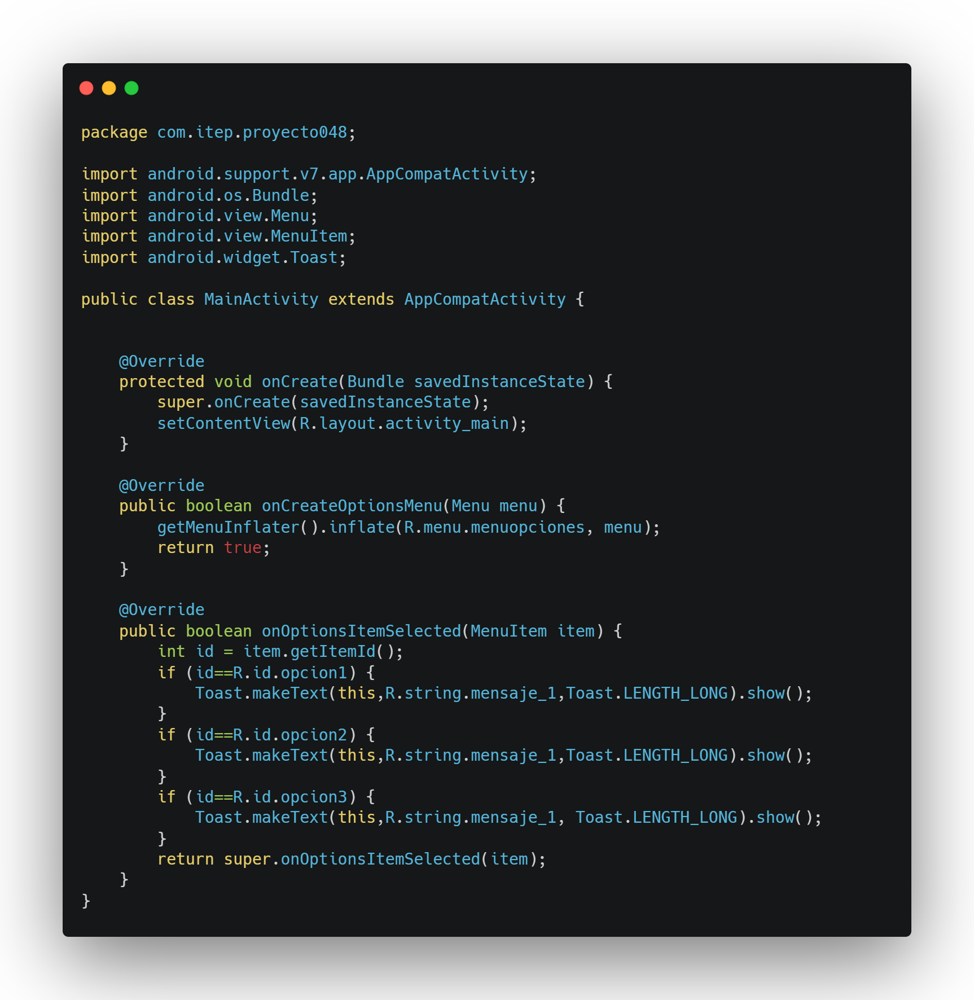 package com.itep.proyecto048;

import android.support.v7.app.AppCompatActivity;
import android.os.Bundle;
import android.view.Menu;
import android.view.MenuItem;
import android.widget.Toast;

public class MainActivity extends AppCompatActivity {


    @Override
    protected void onCreate(Bundle savedInstanceState) {
        super.onCreate(savedInstanceState);
        setContentView(R.layout.activity_main);
    }

    @Override
    public boolean onCreateOptionsMenu(Menu menu) {
        getMenuInflater().inflate(R.menu.menuopciones, menu);
        return true;
    }

    @Override
    public boolean onOptionsItemSelected(MenuItem item) {
        int id = item.getItemId();
        if (id==R.id.opcion1) {
            Toast.makeText(this,R.string.mensaje_1,Toast.LENGTH_LONG).show();
        }
        if (id==R.id.opcion2) {
            Toast.makeText(this,R.string.mensaje_1,Toast.LENGTH_LONG).show();
        }
        if (id==R.id.opcion3) {
            Toast.makeText(this,R.string.mensaje_1, Toast.LENGTH_LONG).show();
        }
        return super.onOptionsItemSelected(item);
    }
}